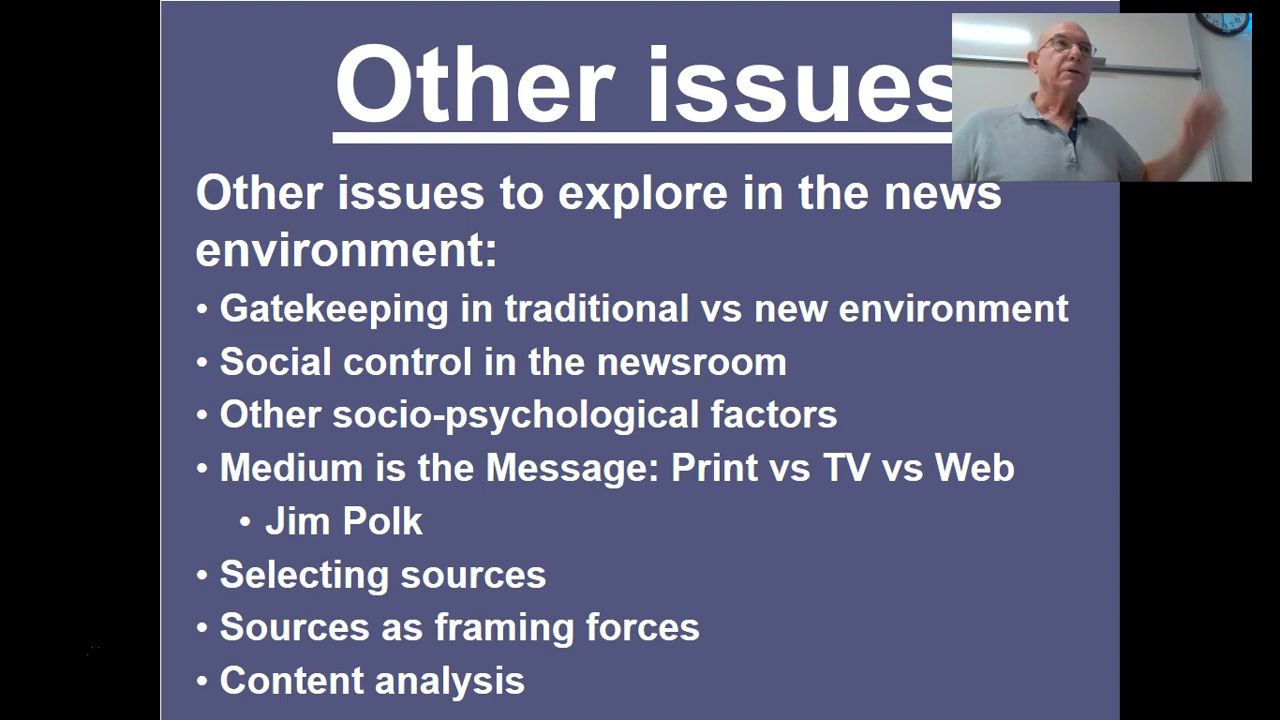 Other issues
Other issues to explore in the news
environment:
• Gatekeeping in traditional vs new environment
• Social control in the newsroom
• Other socio-psychological factors
• Medium is the Message: Print vs TV vs Web
• Jim Polk
• Selecting sources
• Sources as framing forces
• Content analysis